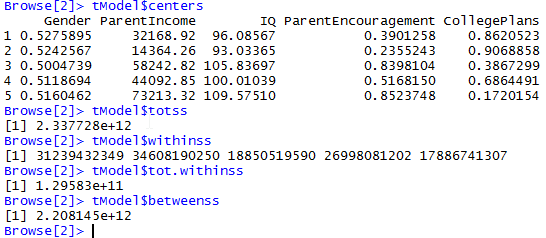 Browse[2]> tModel$centers
     Gender ParentIncome        IQ ParentEncouragement CollegePlans
1 0.5275895     32168.92  96.08567           0.3901258    0.8620523
2 0.5242567     14364.26  93.03365           0.2355243    0.9068858
3 0.5004739     58242.82 105.83697           0.8398104    0.3867299
4 0.5118694     44092.85 100.01039           0.5168150    0.6864491
5 0.5160462     73213.32 109.57510           0.8523748    0.1720154
Browse[2]> tModel$totss
[1] 2.337728e+12
Browse[2]> tModel$withinss
[1] 31239432349 34608190250 18850519590 26998081202 17886741307
Browse[2]> tModel$tot.withinss
[1] 1.29583e+11
Browse[2]> tModel$betweenss
[1] 2.208145e+12
Browse[2]>